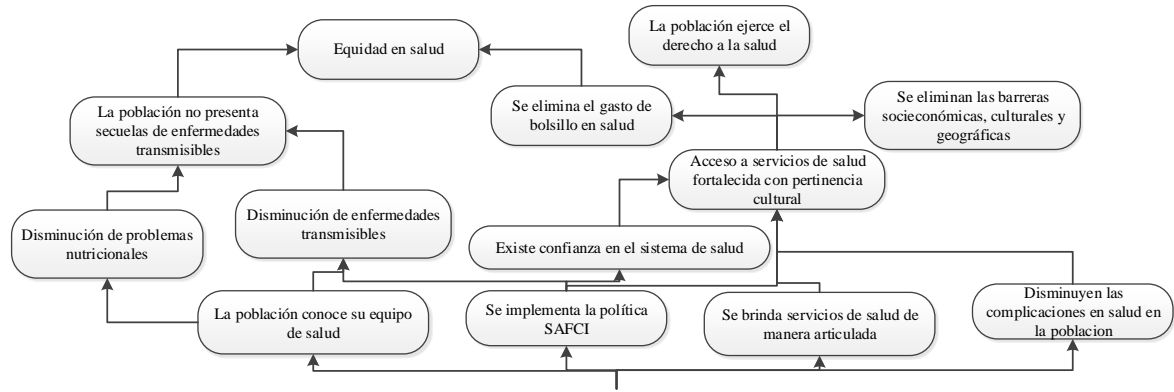 La población ejerce el
derecho a la salud
Equidad en salud
La población no presenta
secuelas de enfermedades
transmisibles
Se elimina el gasto de
bolsillo en salud
Se eliminan las barreras
socieconómicas, culturales y
geográficas
Acceso a servicios de salud
fortalecida con pertinencia
cultural
Disminución de problemas
nutricionales
Disminución de enfermedades
transmisibles
Existe confianza en el sistema de salud
La población conoce su equipo
de salud
Se implementa la política
SAFCI
Se brinda servicios de salud de
manera articulada
Disminuyen las
complicaciones en salud en
la poblacion